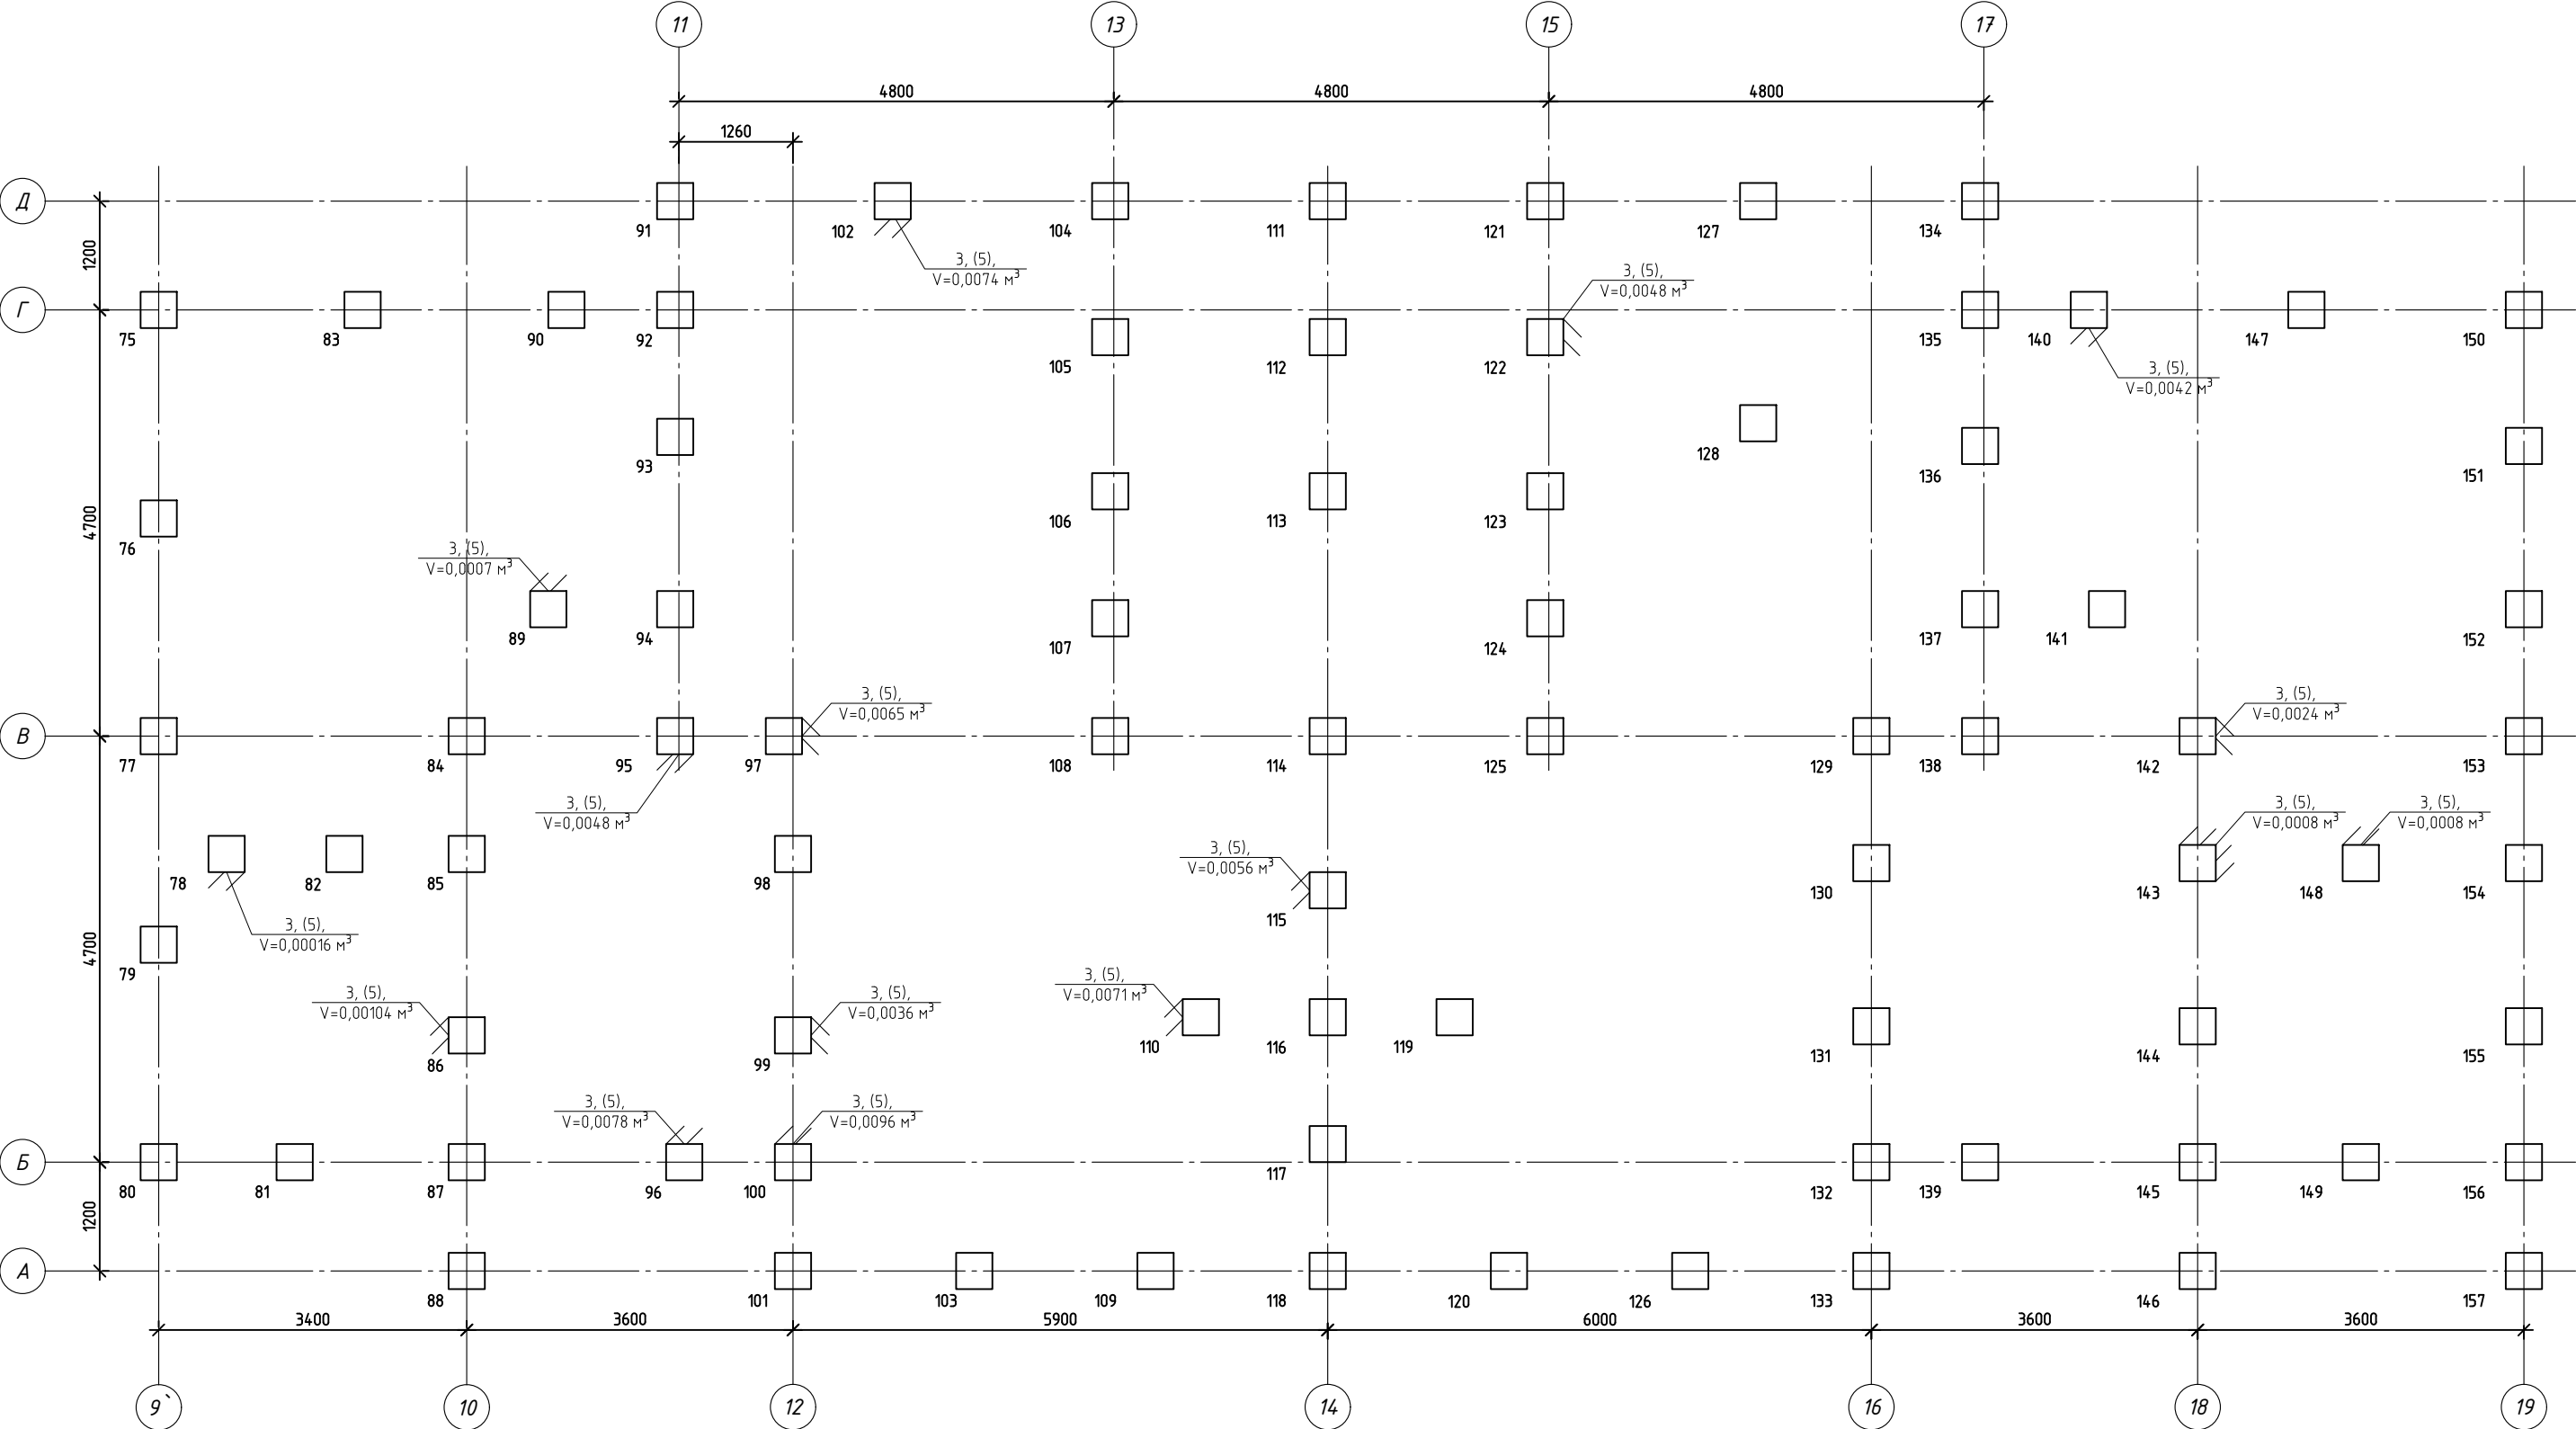 11 13 15 17
4800 4800 4800
1260
Д
91 102 104 111 121 127 134
1200
3, (5),
V=0,0074 м³
3, (5),
V=0,0048 м³
Г
75 83 90 92 105 112 122 135 140 147 150
3, (5),
V=0,0042 м³
93 128 136 151
4700
76 106 113 123
3, (5),
V=0,0007 м³
89 94 107 124 137 141 152
3, (5),
V=0,0065 м³
3, (5),
V=0,0024 м³
В
77 84 95 97 108 114 125 129 138 142 153
3, (5),
V=0,0048 м³
3, (5),
V=0,0008 м³
3, (5),
V=0,0008 м³
3, (5),
V=0,0056 м³
78 82 85 98 115 130 143 148 154
3, (5),
V=0,00016 м³
4700
79
3, (5),
V=0,00104 м³
3, (5),
V=0,0036 м³
3, (5),
V=0,0071 м³
86 99 110 116 119 131 144 155
3, (5),
V=0,0078 м³
3, (5),
V=0,0096 м³
Б
80 81 87 96 100 117 132 139 145 149 156
1200
А
88 101 103 109 118 120 126 133 146 157
3400 3600 5900 6000 3600 3600
9` 10 12 14 16 18 19